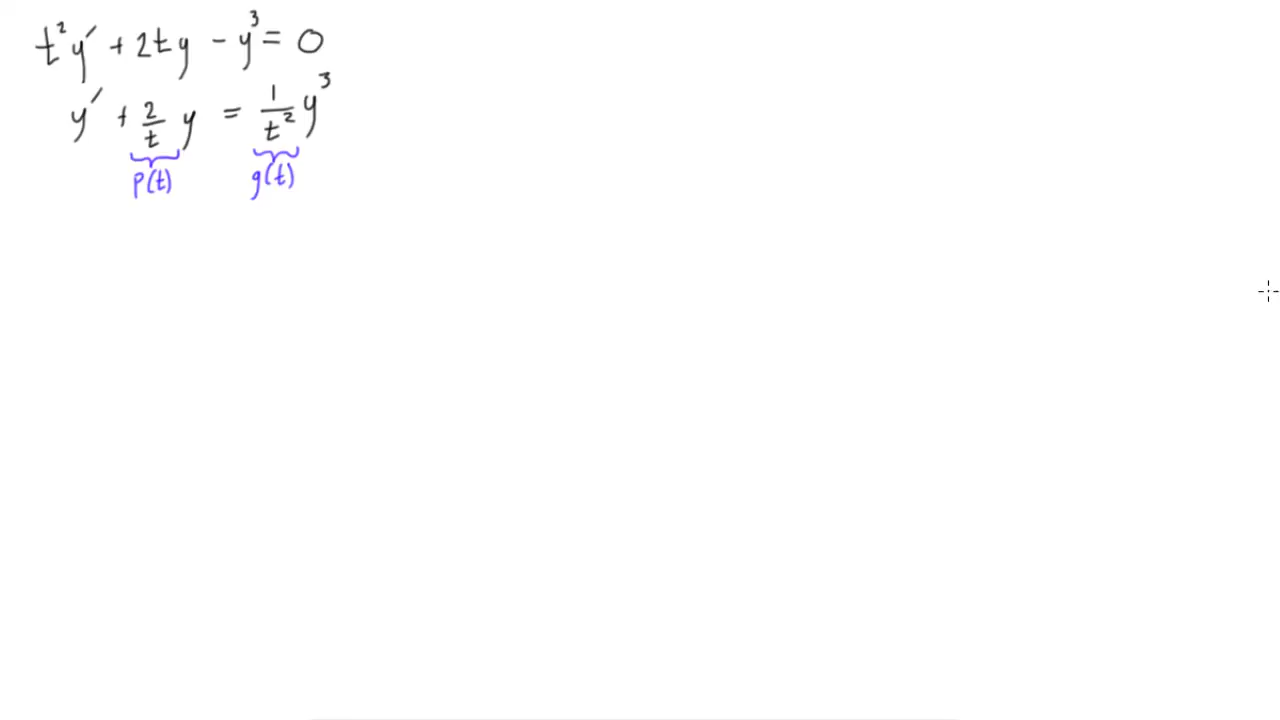 t²y′ + 2ty − y³ = 0
y′ + 2/t y = 1/t² y³
p(t) g(t)